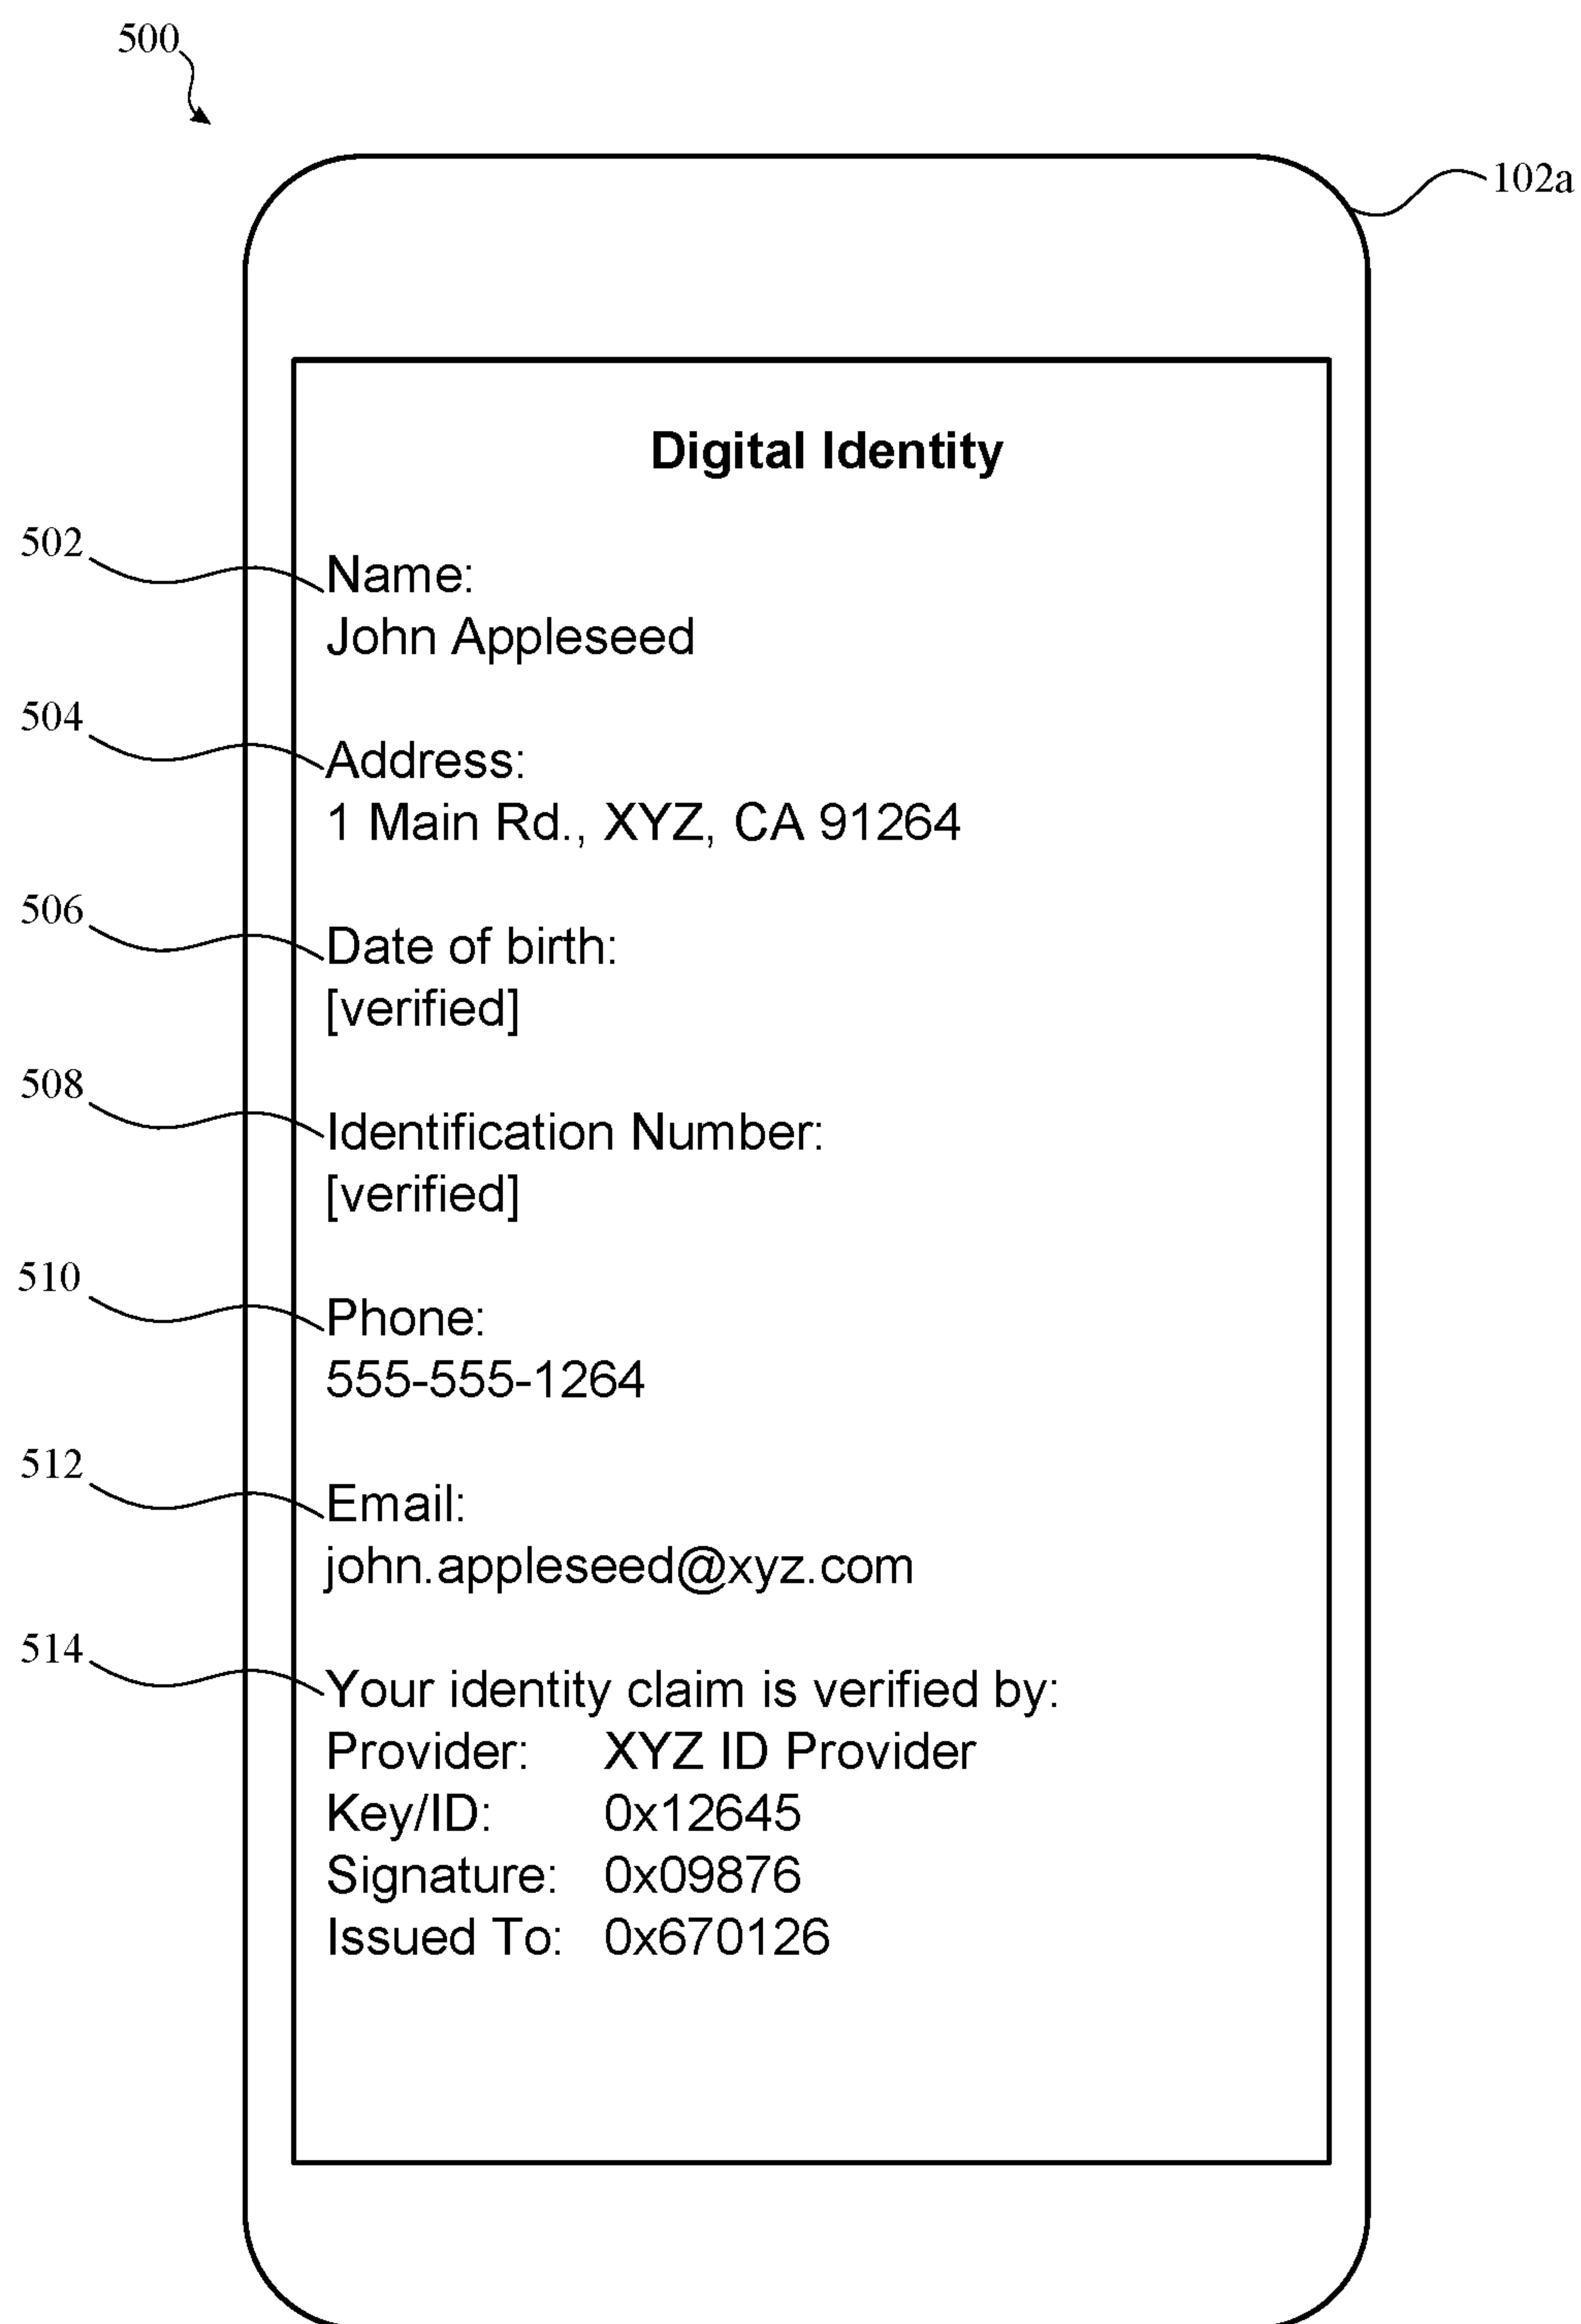 500
102a
Digital Identity
502
Name:
John Appleseed
504
Address:
1 Main Rd., XYZ, CA 91264
506
Date of birth:
[verified]
508
Identification Number:
[verified]
510
Phone:
555-555-1264
512
Email:
john.appleseed@xyz.com
514
Your identity claim is verified by:
Provider: XYZ ID Provider
Key/ID: 0x12645
Signature: 0x09876
Issued To: 0x670126